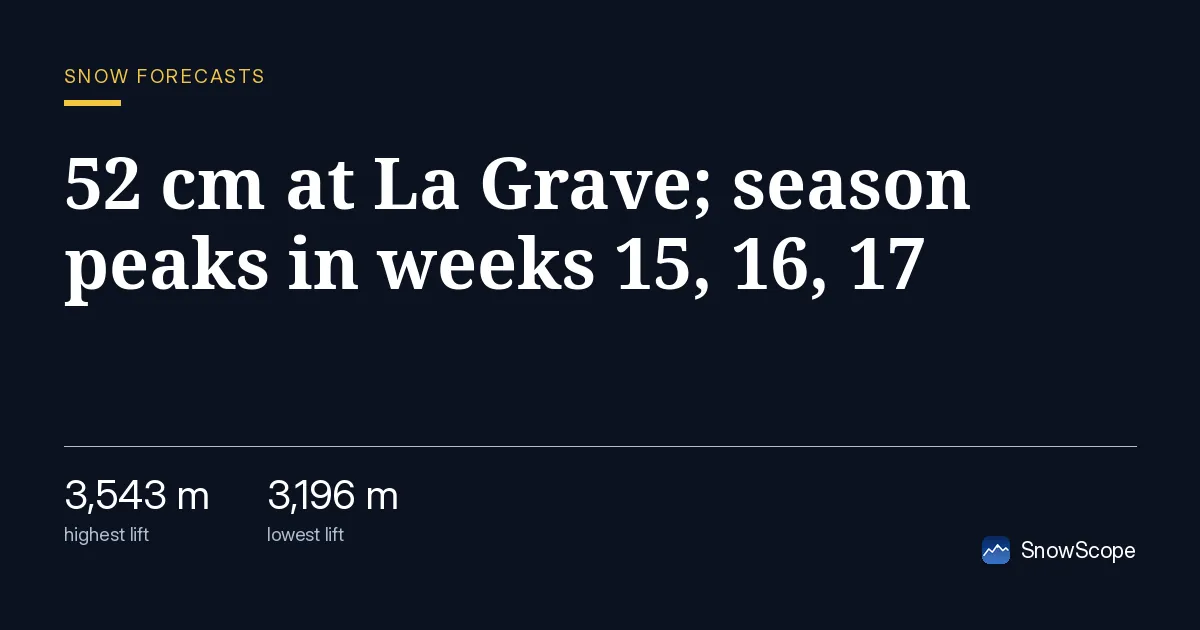 SNOW FORECASTS
52 cm at La Grave; season
peaks in weeks 15, 16, 17
3,543 m
highest lift
3,196 m
lowest lift
SnowScope